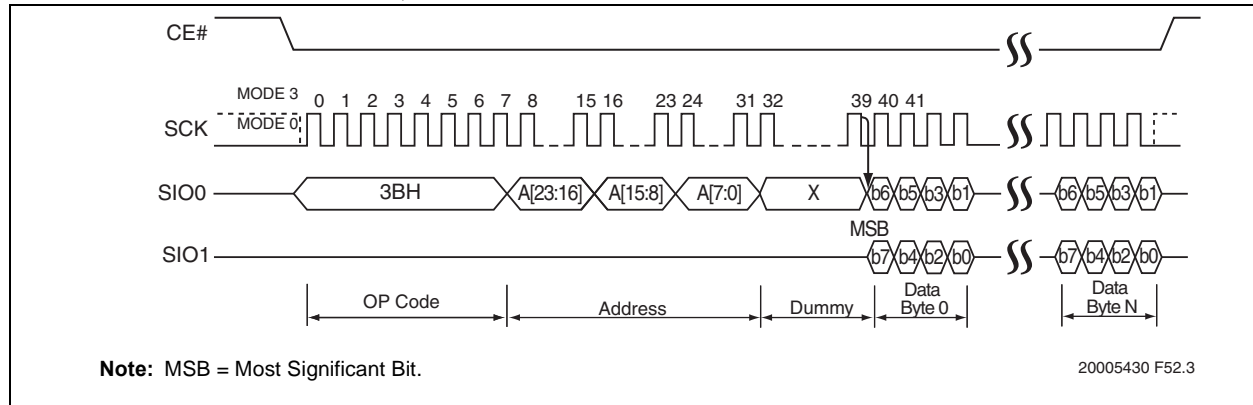 CE#
MODE 3
0 1 2 3 4 5 6 7 8 15 16 23 24 31 32 39 40 41
SCK
MODE 0
SIO0
3BH
A[23:16]
A[15:8]
A[7:0]
X
b6 b5 b3 b1
b6 b5 b3 b1
MSB
SIO1
b7 b4 b2 b0
b7 b4 b2 b0
OP Code
Address
Dummy
Data
Byte 0
Data
Byte N
Note: MSB = Most Significant Bit.
20005430 F52.3